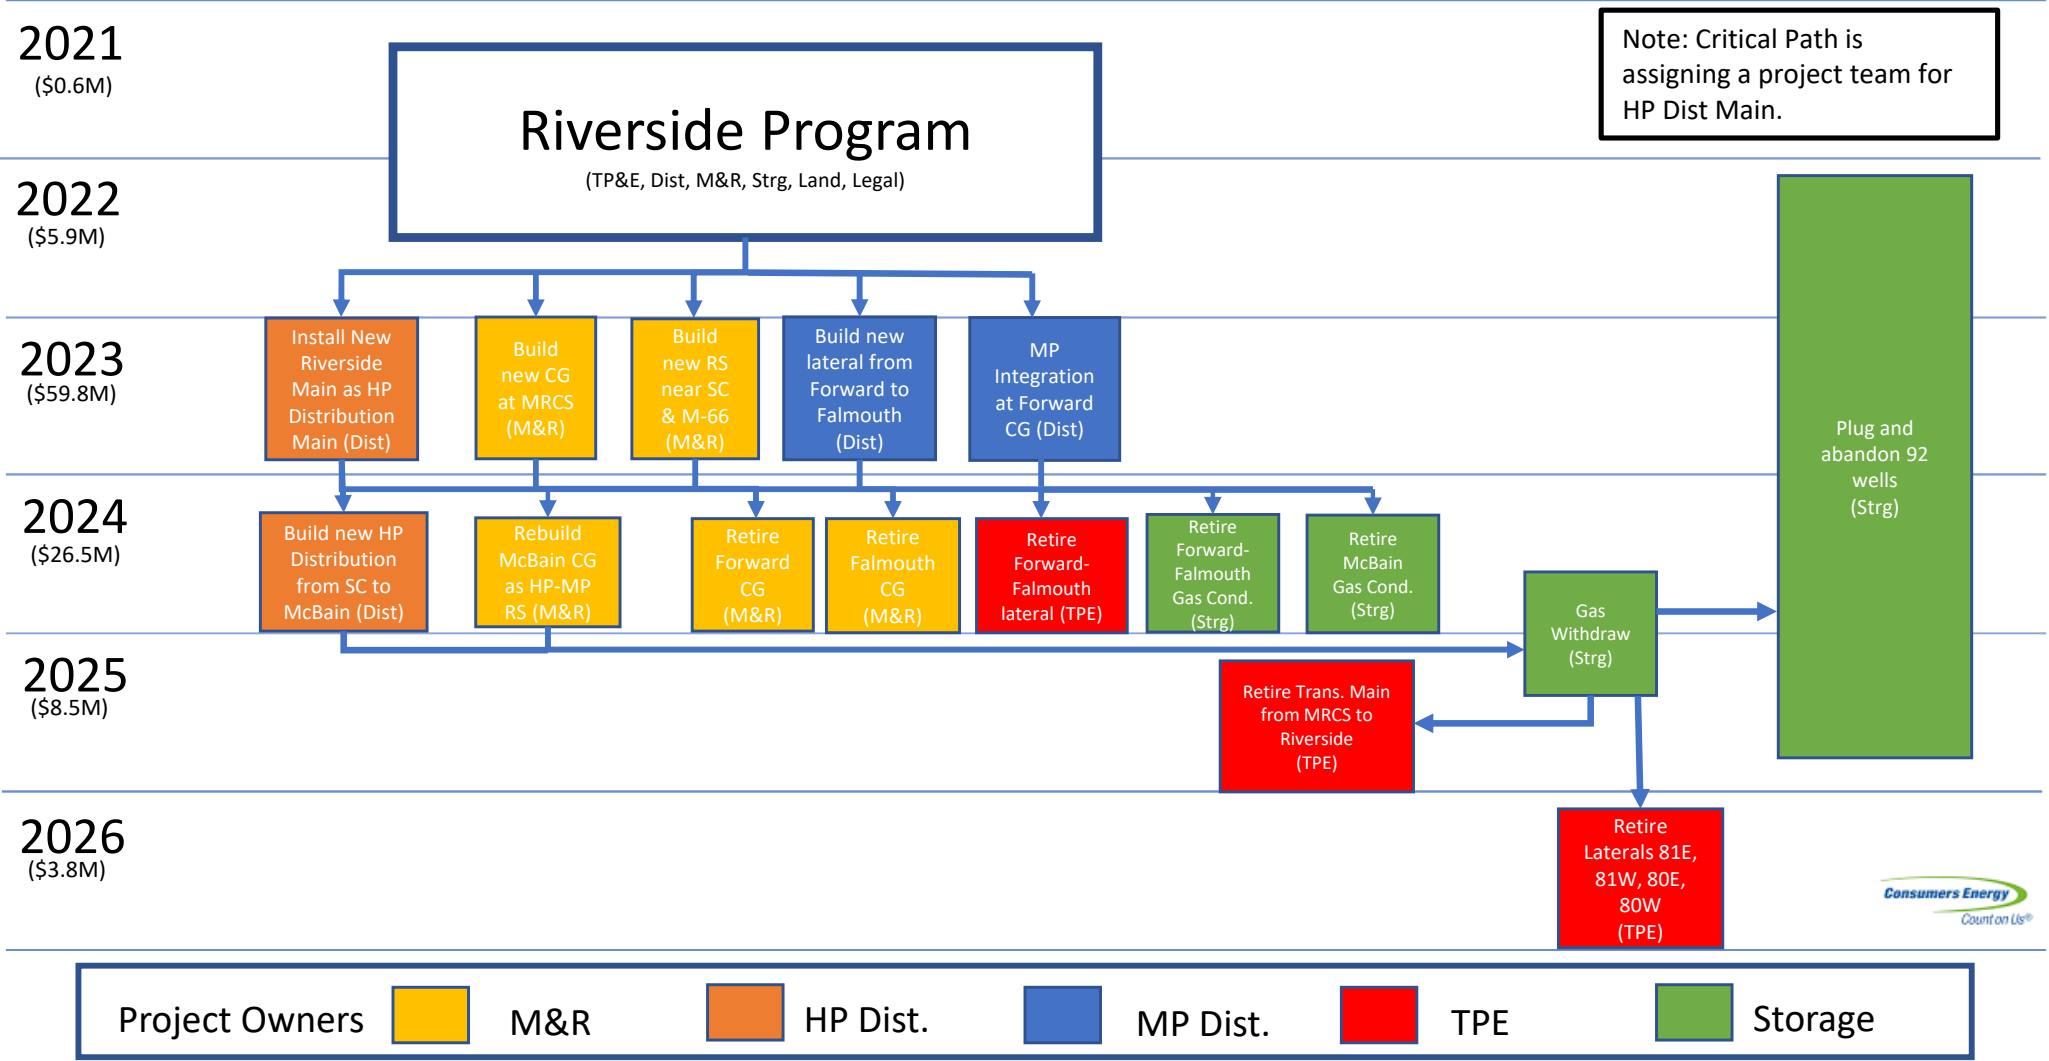 2021
($0.6M)
Riverside Program
(TP&E, Dist, M&R, Strg, Land, Legal)
Note: Critical Path is
assigning a project team for
HP Dist Main.
2022
($5.9M)
2023
($59.8M)
Install New
Riverside
Main as HP
Distribution
Main (Dist)
Build
new CG
at MRCS
(M&R)
Build
new RS
near SC
& M-66
(M&R)
Build new
lateral from
Forward to
Falmouth
(Dist)
MP
Integration
at Forward
CG (Dist)
Plug and
abandon 92
wells
(Strg)
2024
($26.5M)
Build new HP
Distribution
from SC to
McBain (Dist)
Rebuild
McBain CG
as HP-MP
RS (M&R)
Retire
Forward
CG
(M&R)
Retire
Falmouth
CG
(M&R)
Retire
Forward-
Falmouth
lateral (TPE)
Retire
Forward-
Falmouth
Gas Cond.
(Strg)
Retire
McBain
Gas Cond.
(Strg)
Gas
Withdraw
(Strg)
2025
($8.5M)
Retire Trans. Main
from MRCS to
Riverside
(TPE)
2026
($3.8M)
Retire
Laterals 81E,
81W, 80E,
80W
(TPE)
Consumers Energy
Count on Us®
Project Owners
M&R
HP Dist.
MP Dist.
TPE
Storage